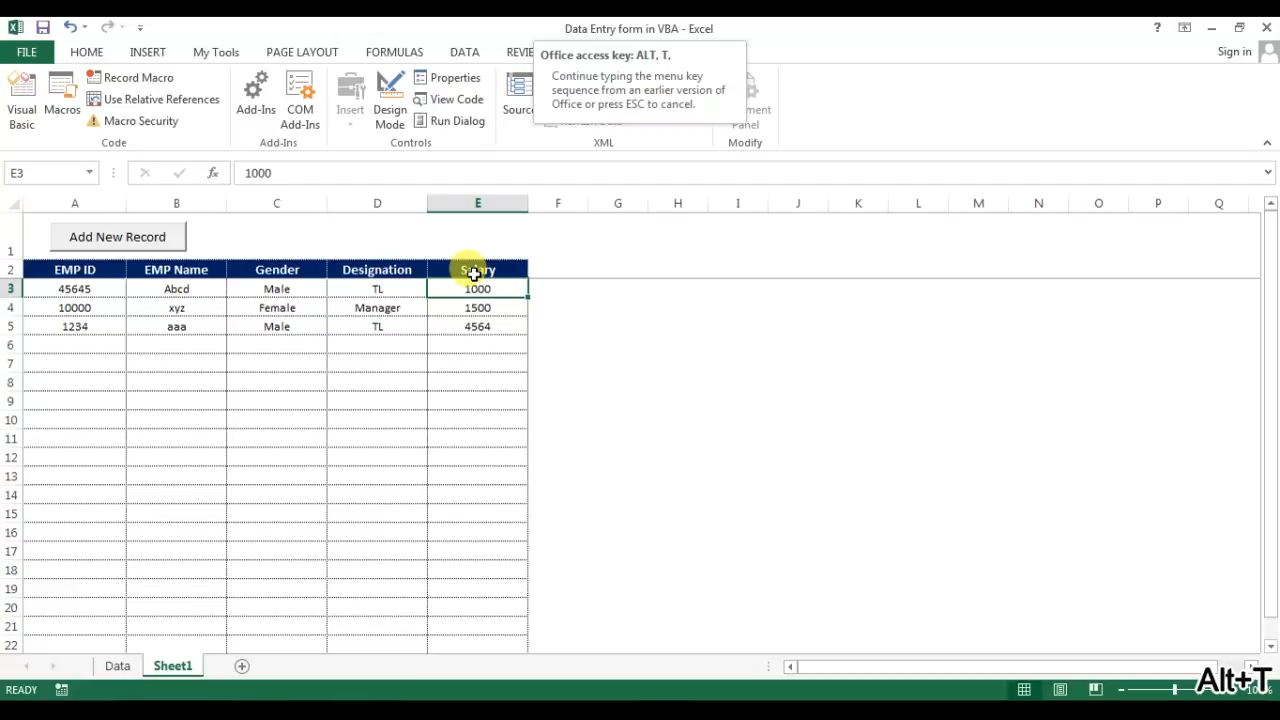 Data Entry form in VBA - Excel
?
FILE HOME INSERT My Tools PAGE LAYOUT FORMULAS DATA
Sign in
Office access key: ALT, T,
Continue typing the menu key
sequence from an earlier version of
Office or press ESC to cancel.
Visual
Basic
Macros
Record Macro
Use Relative References
Macro Security
Code
Add-Ins
COM
Add-Ins
Add-Ins
Insert
Design
Mode
Properties
View Code
Run Dialog
Controls
Source
XML
Panel
Modify
E3
fx
1000
A B C D E F G H I J K L M N O P Q
1 Add New Record
2 EMP ID EMP Name Gender Designation Salary
3 45645 Abcd Male TL 1000
4 10000 xyz Female Manager 1500
5 1234 aaa Male TL 4564
6
7
8
9
10
11
12
13
14
15
16
17
18
19
20
21
22
Data Sheet1
READY
Alt+T